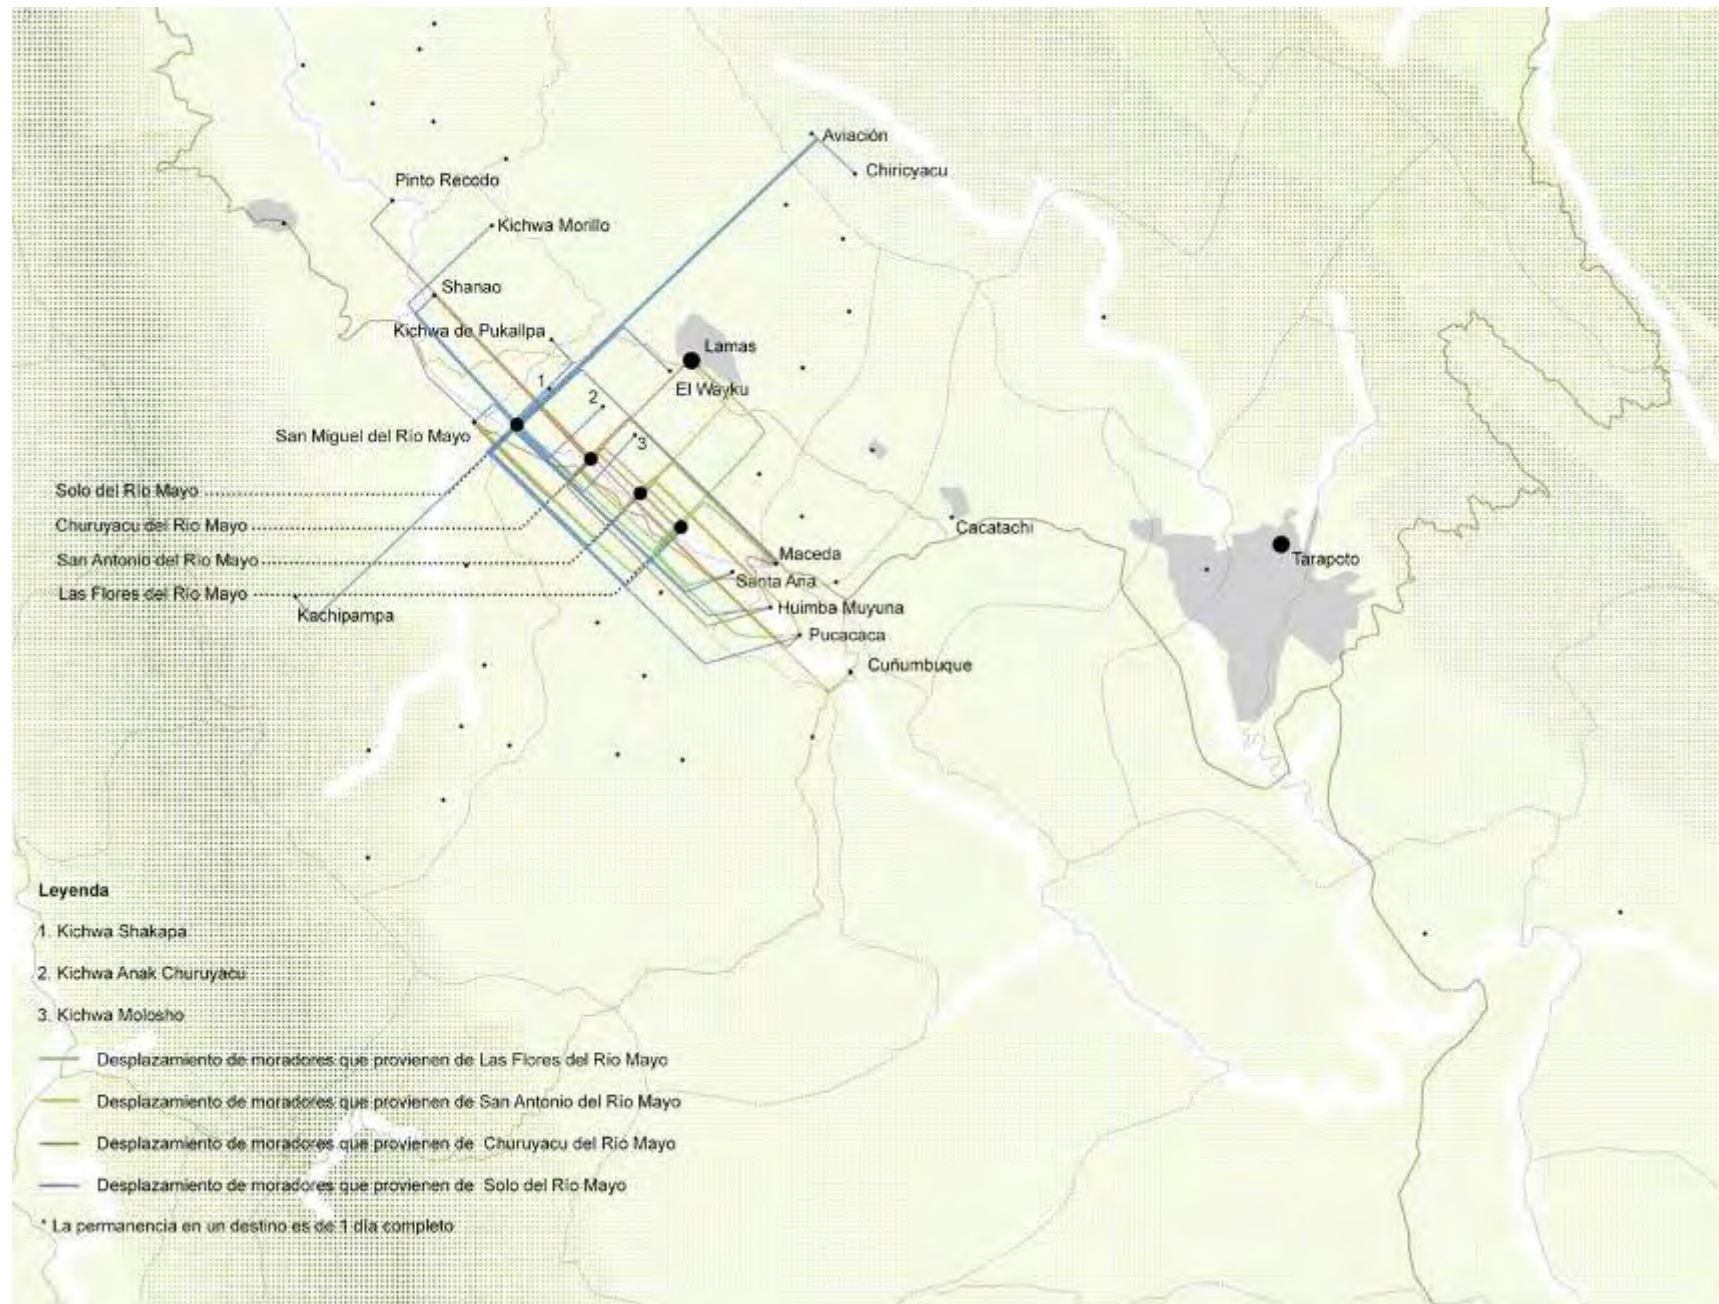 Aviación
Chiricyacu
Pinto Recodo
Kichwa Morillo
Shanao
Kichwa de Pukallpa
Lamas
1
El Wayku
2
San Miguel del Río Mayo
3
Solo del Río Mayo
Churuyacu del Río Mayo
Cacatachi
San Antonio del Río Mayo
Maceda
Tarapoto
Santa Ana
Las Flores del Río Mayo
Huimba Muyuna
Kachipampa
Pucacaca
Cuñumbuque
Leyenda
1. Kichwa Shakapa
2. Kichwa Anak Churuyacu
3. Kichwa Molosho
Desplazamiento de moradores que provienen de Las Flores del Río Mayo
Desplazamiento de moradores que provienen de San Antonio del Río Mayo
Desplazamiento de moradores que provienen de Churuyacu del Río Mayo
Desplazamiento de moradores que provienen de Solo del Río Mayo
* La permanencia en un destino es de 1 día completo